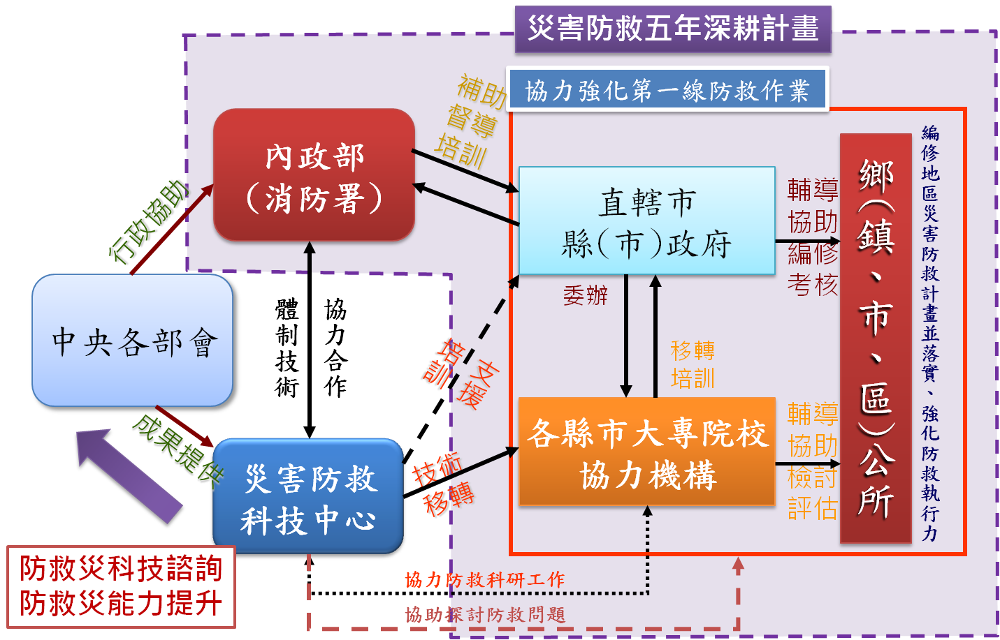 災害防救五年深耕計畫
協力強化第一線防救作業
補助
督導
培訓
內政部
(消防署)
行政協助
直轄市
縣(市)政府
輔導
協助
編修
考核
鄉(鎮、市、區)公所
編修地區災害防救計畫並落實、強化防救執行力
委辦
移轉
培訓
中央各部會
體制技術
協力合作
培訓
支援
成果提供
災害防救
科技中心
技術
移轉
各縣市大專院校
協力機構
輔導
協助
檢討
評估
防救災科技諮詢
防救災能力提升
協力防救科研工作
協助探討防救問題